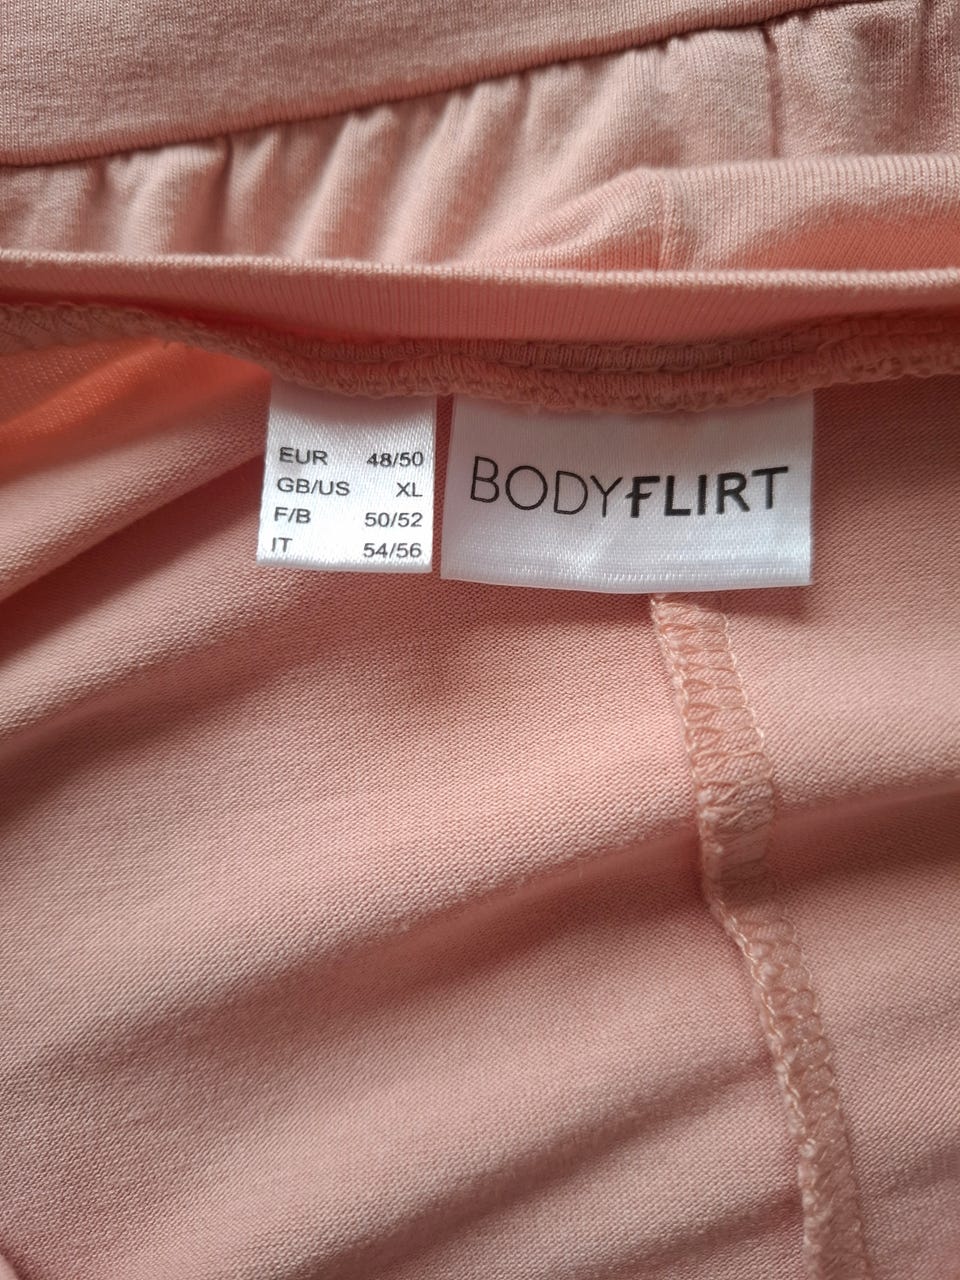 EUR 48/50
GB/US XL
F/B 50/52
IT 54/56
BODYFLIRT